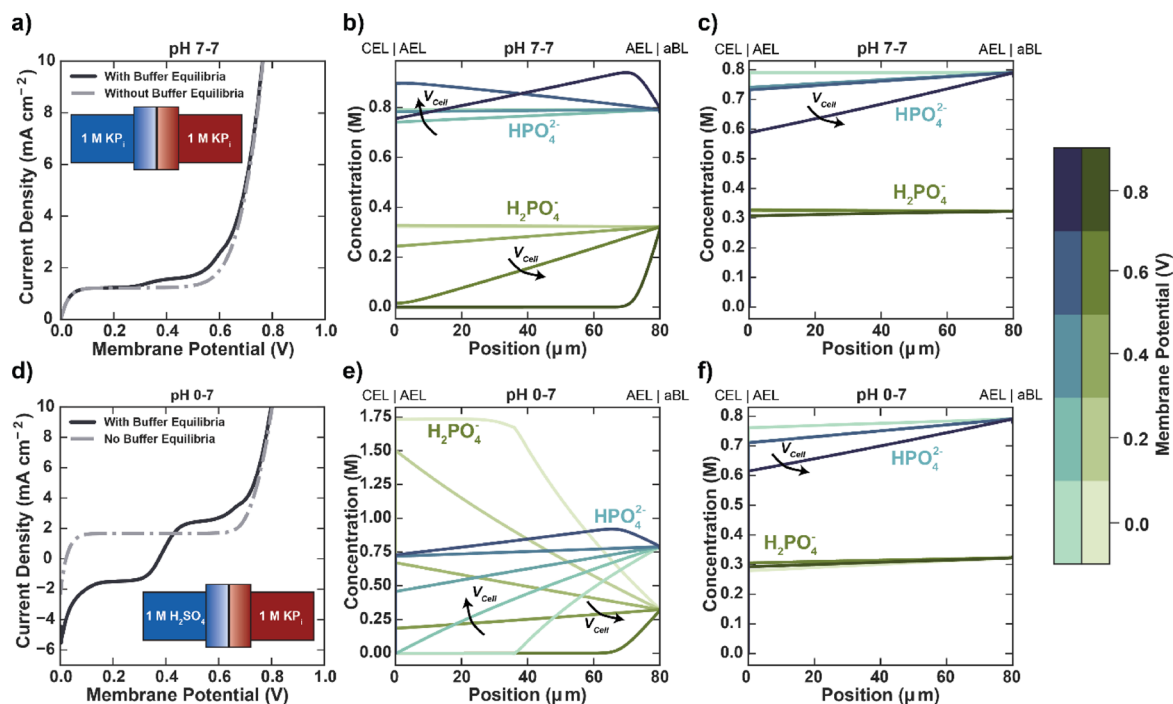 a)
pH 7-7
With Buffer Equilibria
Without Buffer Equilibria
1 M KPi
1 M KPi
Current Density (mA cm⁻²)
10
8
6
4
2
0
0.0 0.2 0.4 0.6 0.8 1.0
Membrane Potential (V)
b)
CEL | AEL
pH 7-7
AEL | aBL
V_Cell
HPO₄²⁻
H₂PO₄⁻
V_Cell
Concentration (M)
0.8
0.6
0.4
0.2
0.0
0 20 40 60 80
Position (µm)
c)
CEL | AEL
pH 7-7
AEL | aBL
V_Cell
HPO₄²⁻
H₂PO₄⁻
Concentration (M)
0.8
0.7
0.6
0.5
0.4
0.3
0.2
0.1
0.0
0 20 40 60 80
Position (µm)
d)
pH 0-7
With Buffer Equilibria
No Buffer Equilibria
1 M H₂SO₄
1 M KPi
Current Density (mA cm⁻²)
10
8
6
4
2
0
−2
−4
−6
0.0 0.2 0.4 0.6 0.8 1.0
Membrane Potential (V)
e)
CEL | AEL
pH 0-7
AEL | aBL
H₂PO₄⁻
HPO₄²⁻
V_Cell
V_Cell
Concentration (M)
1.75
1.50
1.25
1.00
0.75
0.50
0.25
0.00
0 20 40 60 80
Position (µm)
f)
CEL | AEL
pH 0-7
AEL | aBL
V_Cell
HPO₄²⁻
H₂PO₄⁻
Concentration (M)
0.8
0.7
0.6
0.5
0.4
0.3
0.2
0.1
0.0
0 20 40 60 80
Position (µm)
0.8
0.6
0.4
0.2
0.0
Membrane Potential (V)